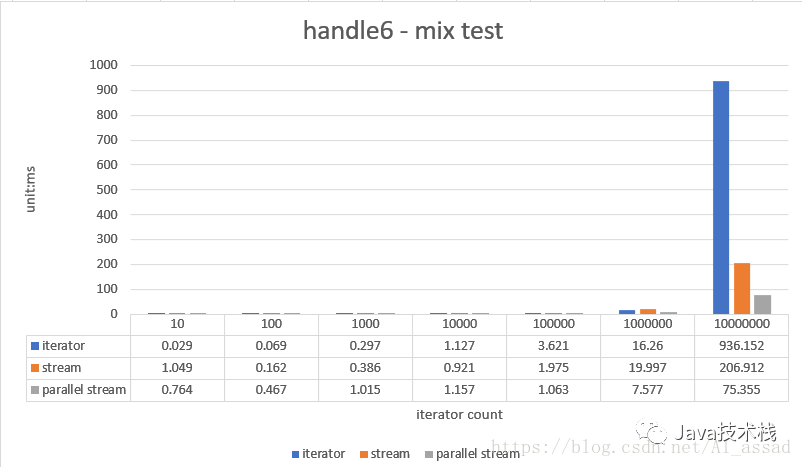 handle6 - mix test
1000
900
800
700
600
500
400
300
200
100
0
unit:ms
10 100 1000 10000 100000 1000000 10000000
iterator 0.029 0.069 0.297 1.127 3.621 16.26 936.152
stream 1.049 0.162 0.386 0.921 1.975 19.997 206.912
parallel stream 0.764 0.467 1.015 1.157 1.063 7.577 75.355
iterator count
Java技术栈
https://blog.csdn.net/Al_assad
iterator stream parallel stream